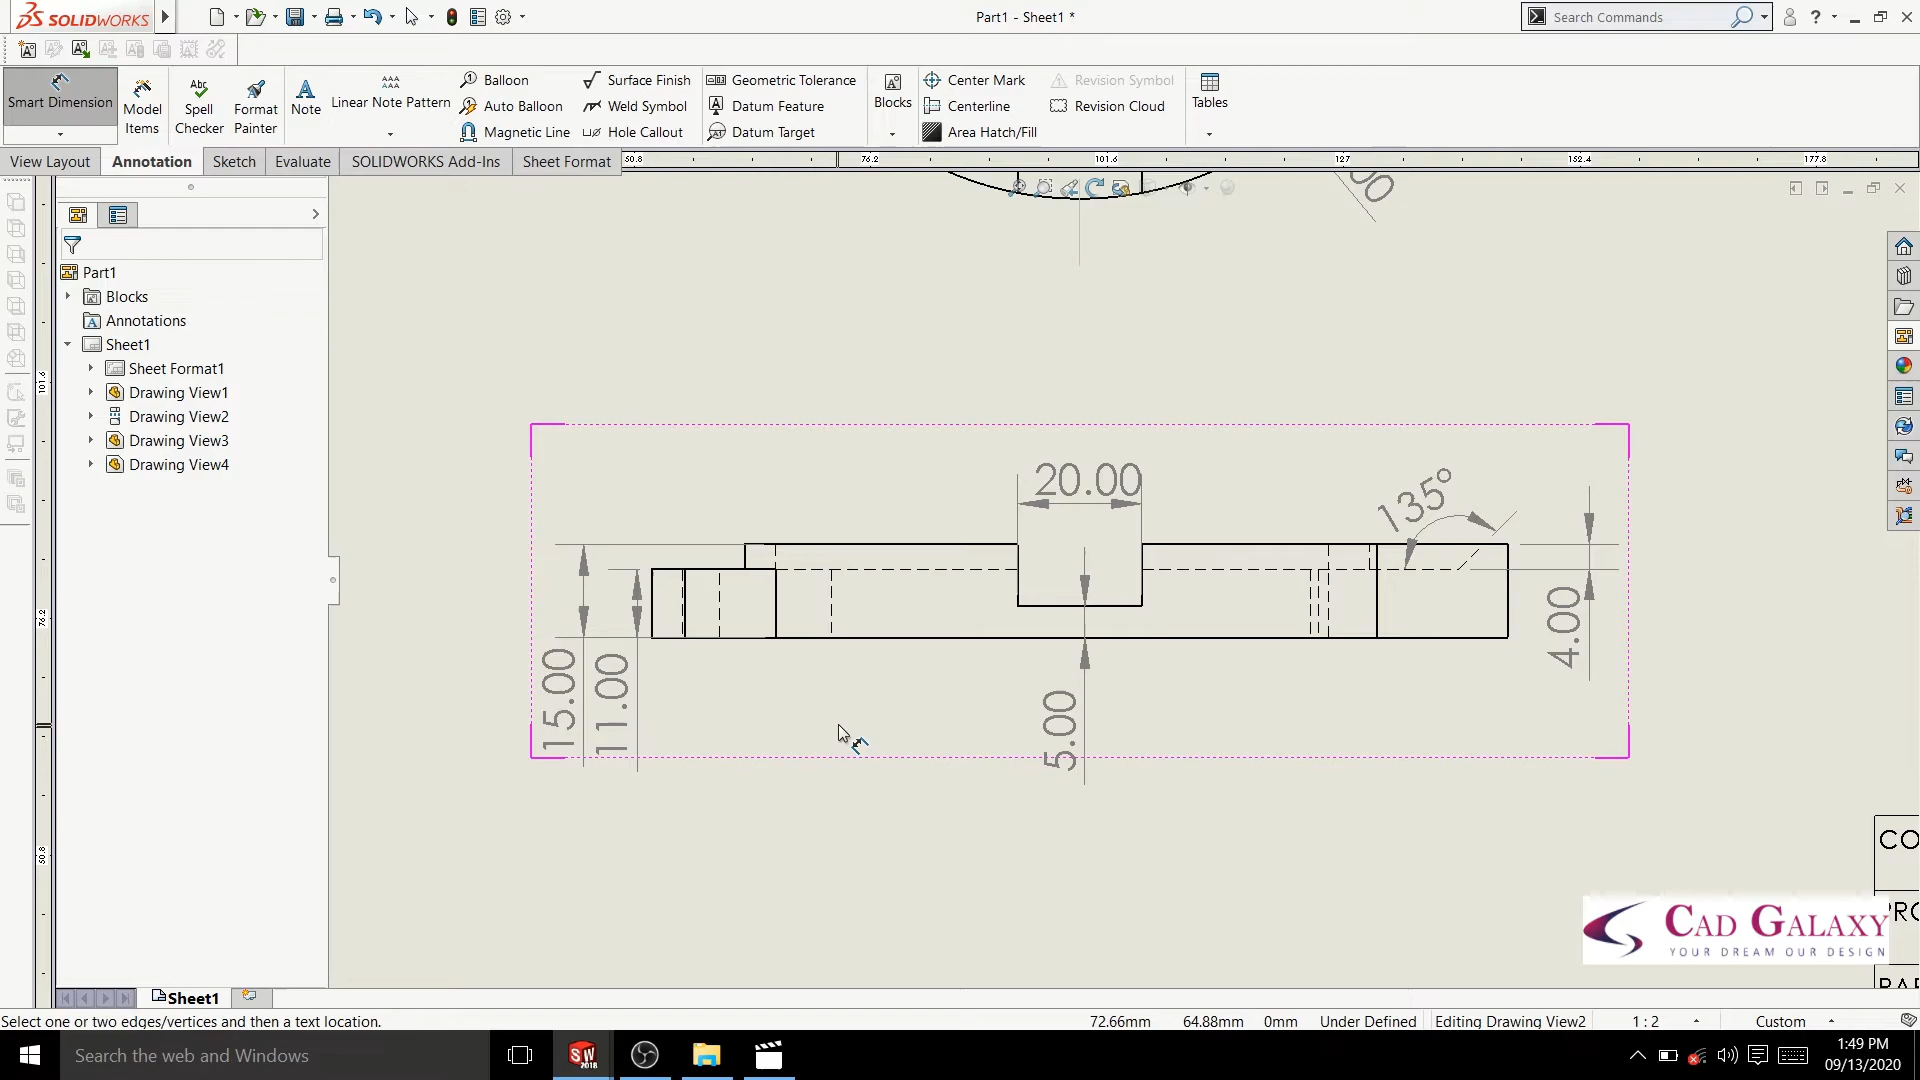 SOLIDWORKS
Part1 - Sheet1 *
Search Commands
Smart Dimension
Model Items
Spell Checker
Format Painter
Note
Linear Note Pattern
Balloon
Auto Balloon
Magnetic Line
Surface Finish
Weld Symbol
Hole Callout
Geometric Tolerance
Datum Feature
Datum Target
Blocks
Center Mark
Centerline
Area Hatch/Fill
Revision Symbol
Revision Cloud
Tables
View Layout
Annotation
Sketch
Evaluate
SOLIDWORKS Add-Ins
Sheet Format
50.8
76.2
101.6
127
152.4
177.8
Part1
Blocks
Annotations
Sheet1
Sheet Format1
Drawing View1
Drawing View2
Drawing View3
Drawing View4
101.6
76.2
50.8
20.00
135°
15.00
11.00
5.00
4.00
CO
PRO
CAD GALAXY
YOUR DREAM OUR DESIGN
Sheet1
Select one or two edges/vertices and then a text location.
72.66mm
64.88mm
0mm
Under Defined
Editing Drawing View2
1 : 2
Custom
Search the web and Windows
SW
2018
1:49 PM
09/13/2020